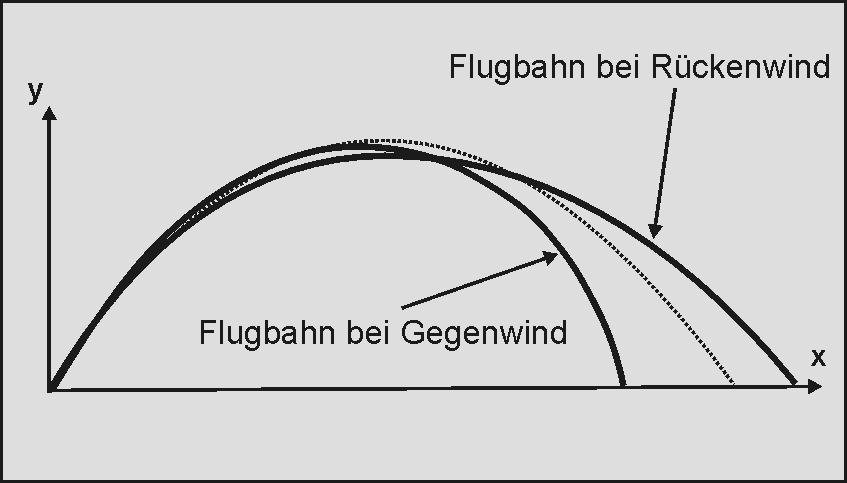 Flugbahn bei Rückenwind
y
Flugbahn bei Gegenwind
x